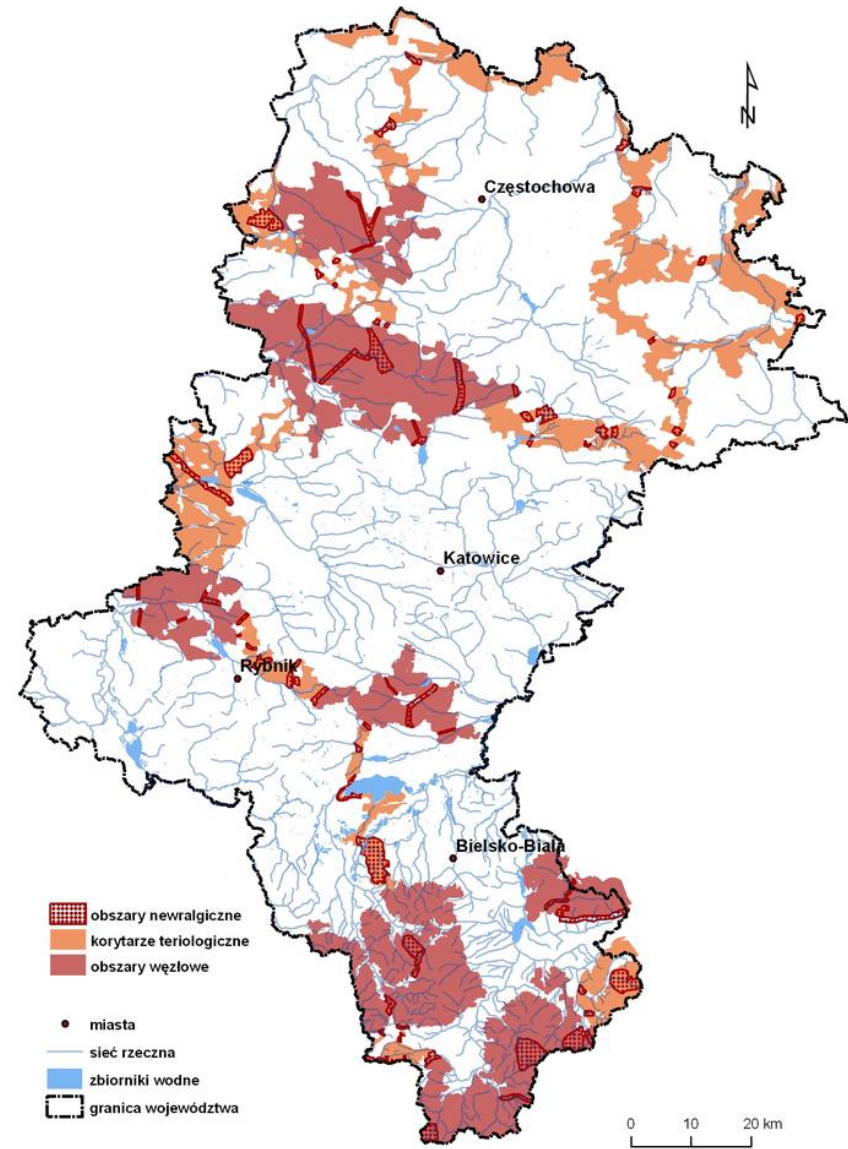 N
Częstochowa
Katowice
Rybnik
Bielsko-Biała
obszary newralgiczne
korytarze teriologiczne
obszary węzłowe
miasta
sieć rzeczna
zbiorniki wodne
granica województwa
0 10 20 km